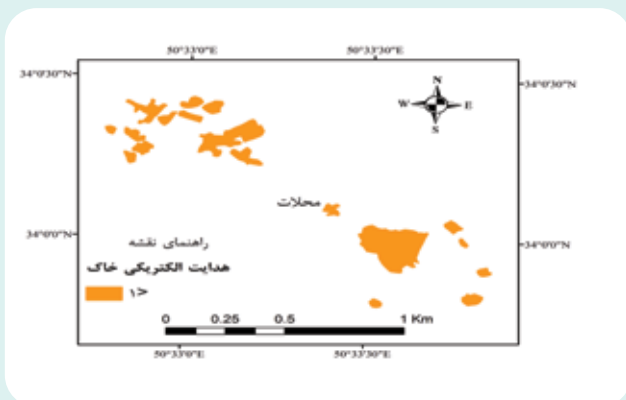 50°33'0"E 50°33'30"E
34°0'30"N 34°0'30"N
N
W E
S
محلات
34°0'0"N 34°0'0"N
راهنمای نقشه
هدایت الکتریکی خاک
<۱
0 0.25 0.5 1 Km
50°33'0"E 50°33'30"E